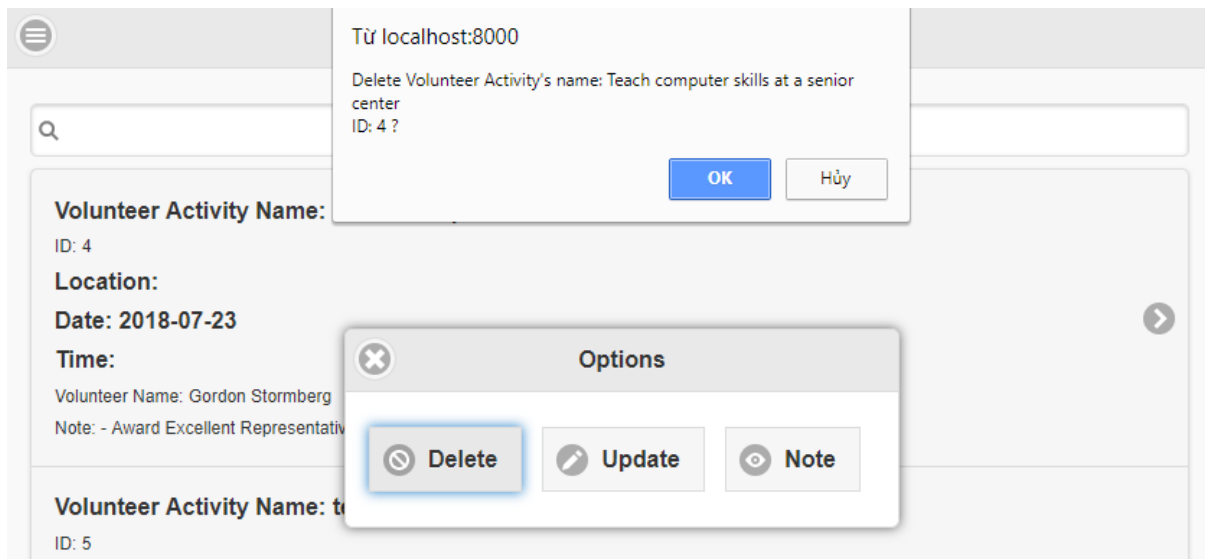 Từ localhost:8000
Delete Volunteer Activity's name: Teach computer skills at a senior
center
ID: 4 ?
OK
Hủy
Volunteer Activity Name:
ID: 4
Location:
Date: 2018-07-23
Time:
Volunteer Name: Gordon Stormberg
Note: - Award Excellent
Options
Delete
Update
Note
Volunteer Activity Name:
ID: 5